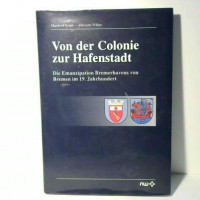 Von der Colonie
zur Hafenstadt
Die Emanzipation Bremerhavens von
Bremen im 19. Jahrhundert
nw